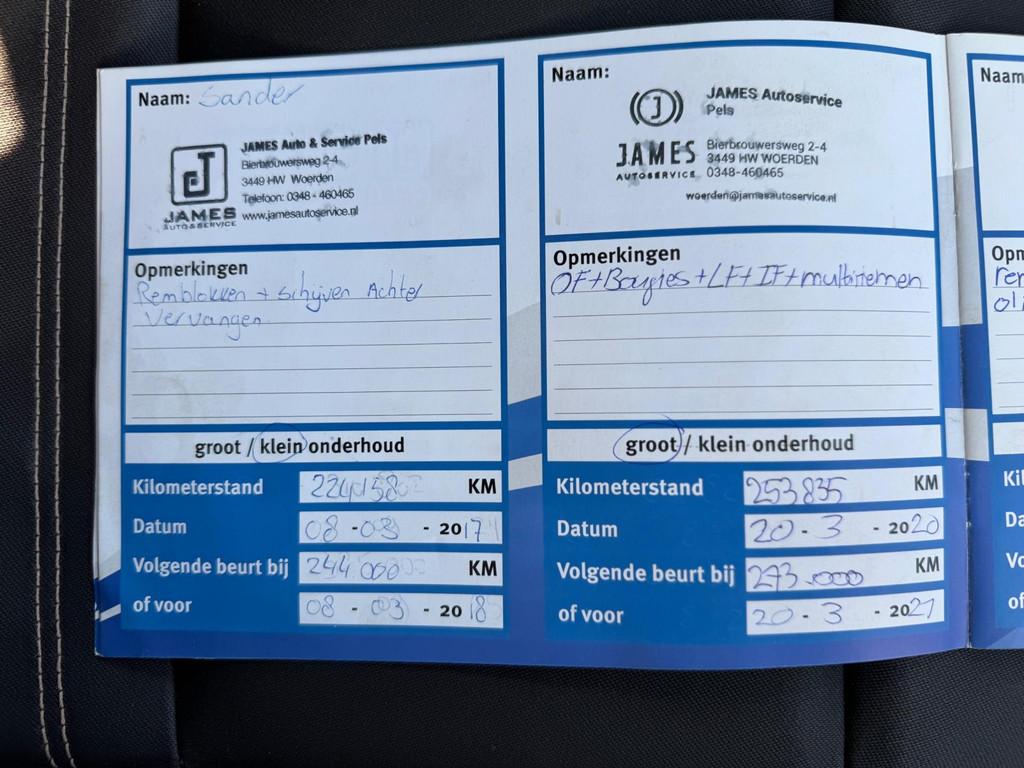 Naam: Sander
JAMES Auto & Service Pels
Bierbrouwersweg 2-4
3449 HW Woerden
Telefoon: 0348 - 460465
www.jamesautoservice.nl
J
JAMES
AUTO & SERVICE
Opmerkingen
Remblokken + schijven Achter
vervangen
groot / klein onderhoud
Kilometerstand KM
Datum 08 - 03 - 2017
Volgende beurt bij 244.000 KM
of voor 08 - 03 - 2018
Naam:
J
JAMES Autoservice
Pels
JAMES
AUTOSERVICE
Bierbrouwersweg 2-4
3449 HW WOERDEN
0348-460465
woerden@jamesautoservice.nl
Opmerkingen
OF+Bougies+LF+IF+multiriemen
groot / klein onderhoud
Kilometerstand 253835 KM
Datum 20 - 3 - 2020
Volgende beurt bij 273.000 KM
of voor 20 - 3 - 2021
Naam